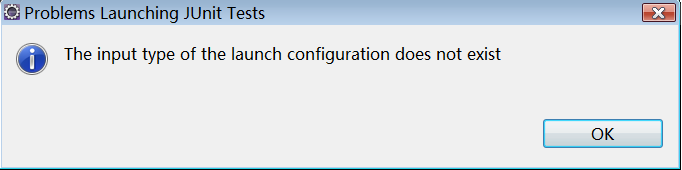 Problems Launching JUnit Tests
The input type of the launch configuration does not exist
OK